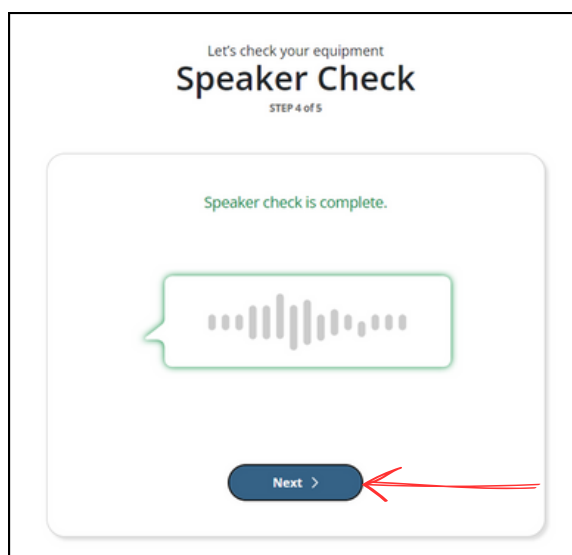 Let's check your equipment
Speaker Check
STEP 4 of 5
Speaker check is complete.
Next